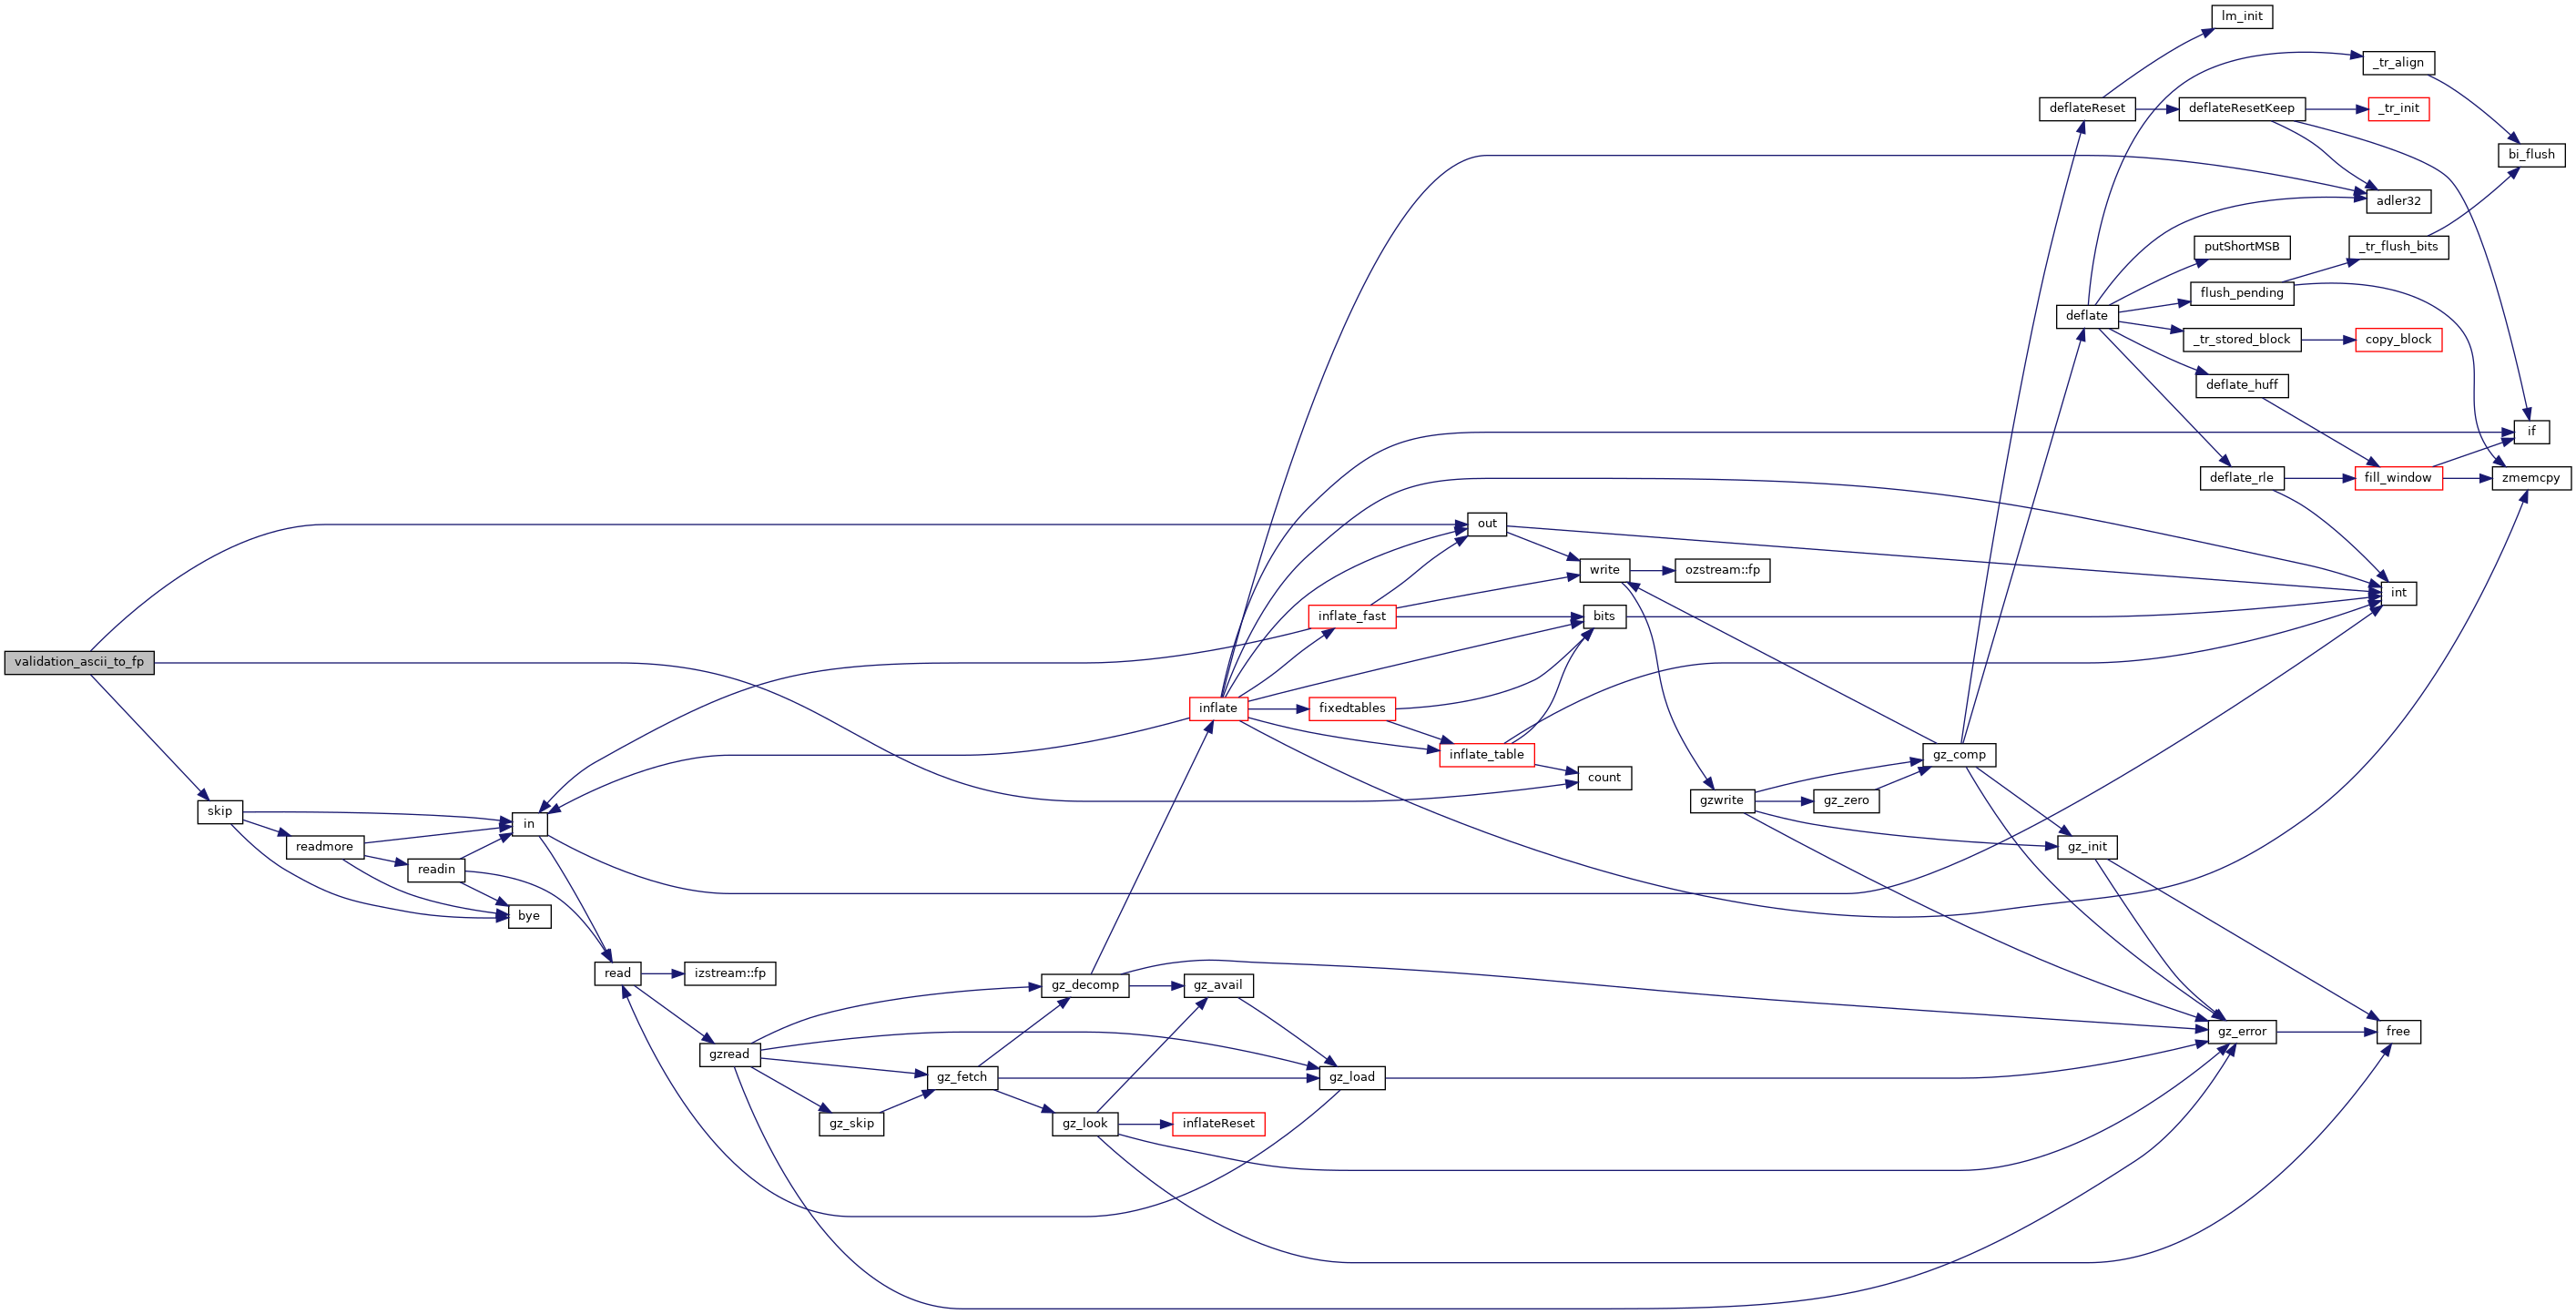 validation_ascii_to_fp
skip
readmore
readin
in
bye
read
izstream::fp
gzread
gz_skip
gz_fetch
gz_decomp
gz_look
gz_avail
inflateReset
inflate
inflate_fast
fixedtables
gz_load
out
inflate_table
write
bits
count
ozstream::fp
gzwrite
gz_zero
gz_comp
deflateReset
deflate
gz_init
lm_init
deflateResetKeep
putShortMSB
flush_pending
_tr_stored_block
deflate_huff
deflate_rle
gz_error
_tr_align
_tr_init
adler32
_tr_flush_bits
copy_block
fill_window
int
free
bi_flush
if
zmemcpy